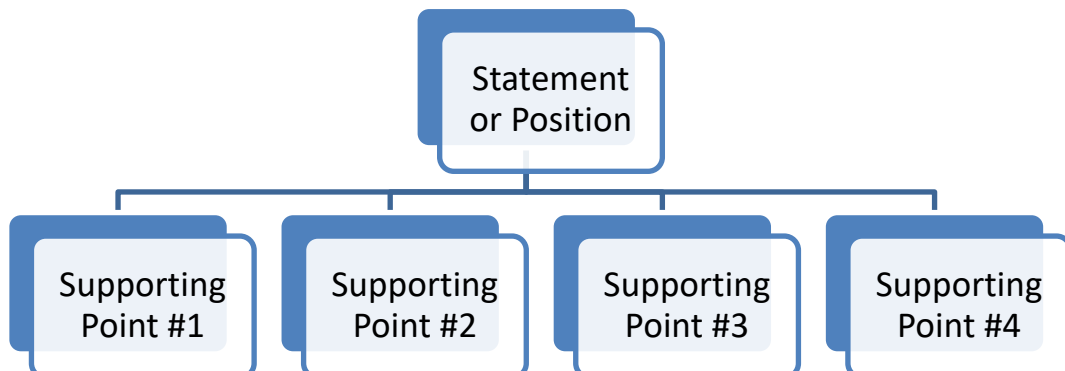 Statement
or Position
Supporting
Point #1
Supporting
Point #2
Supporting
Point #3
Supporting
Point #4